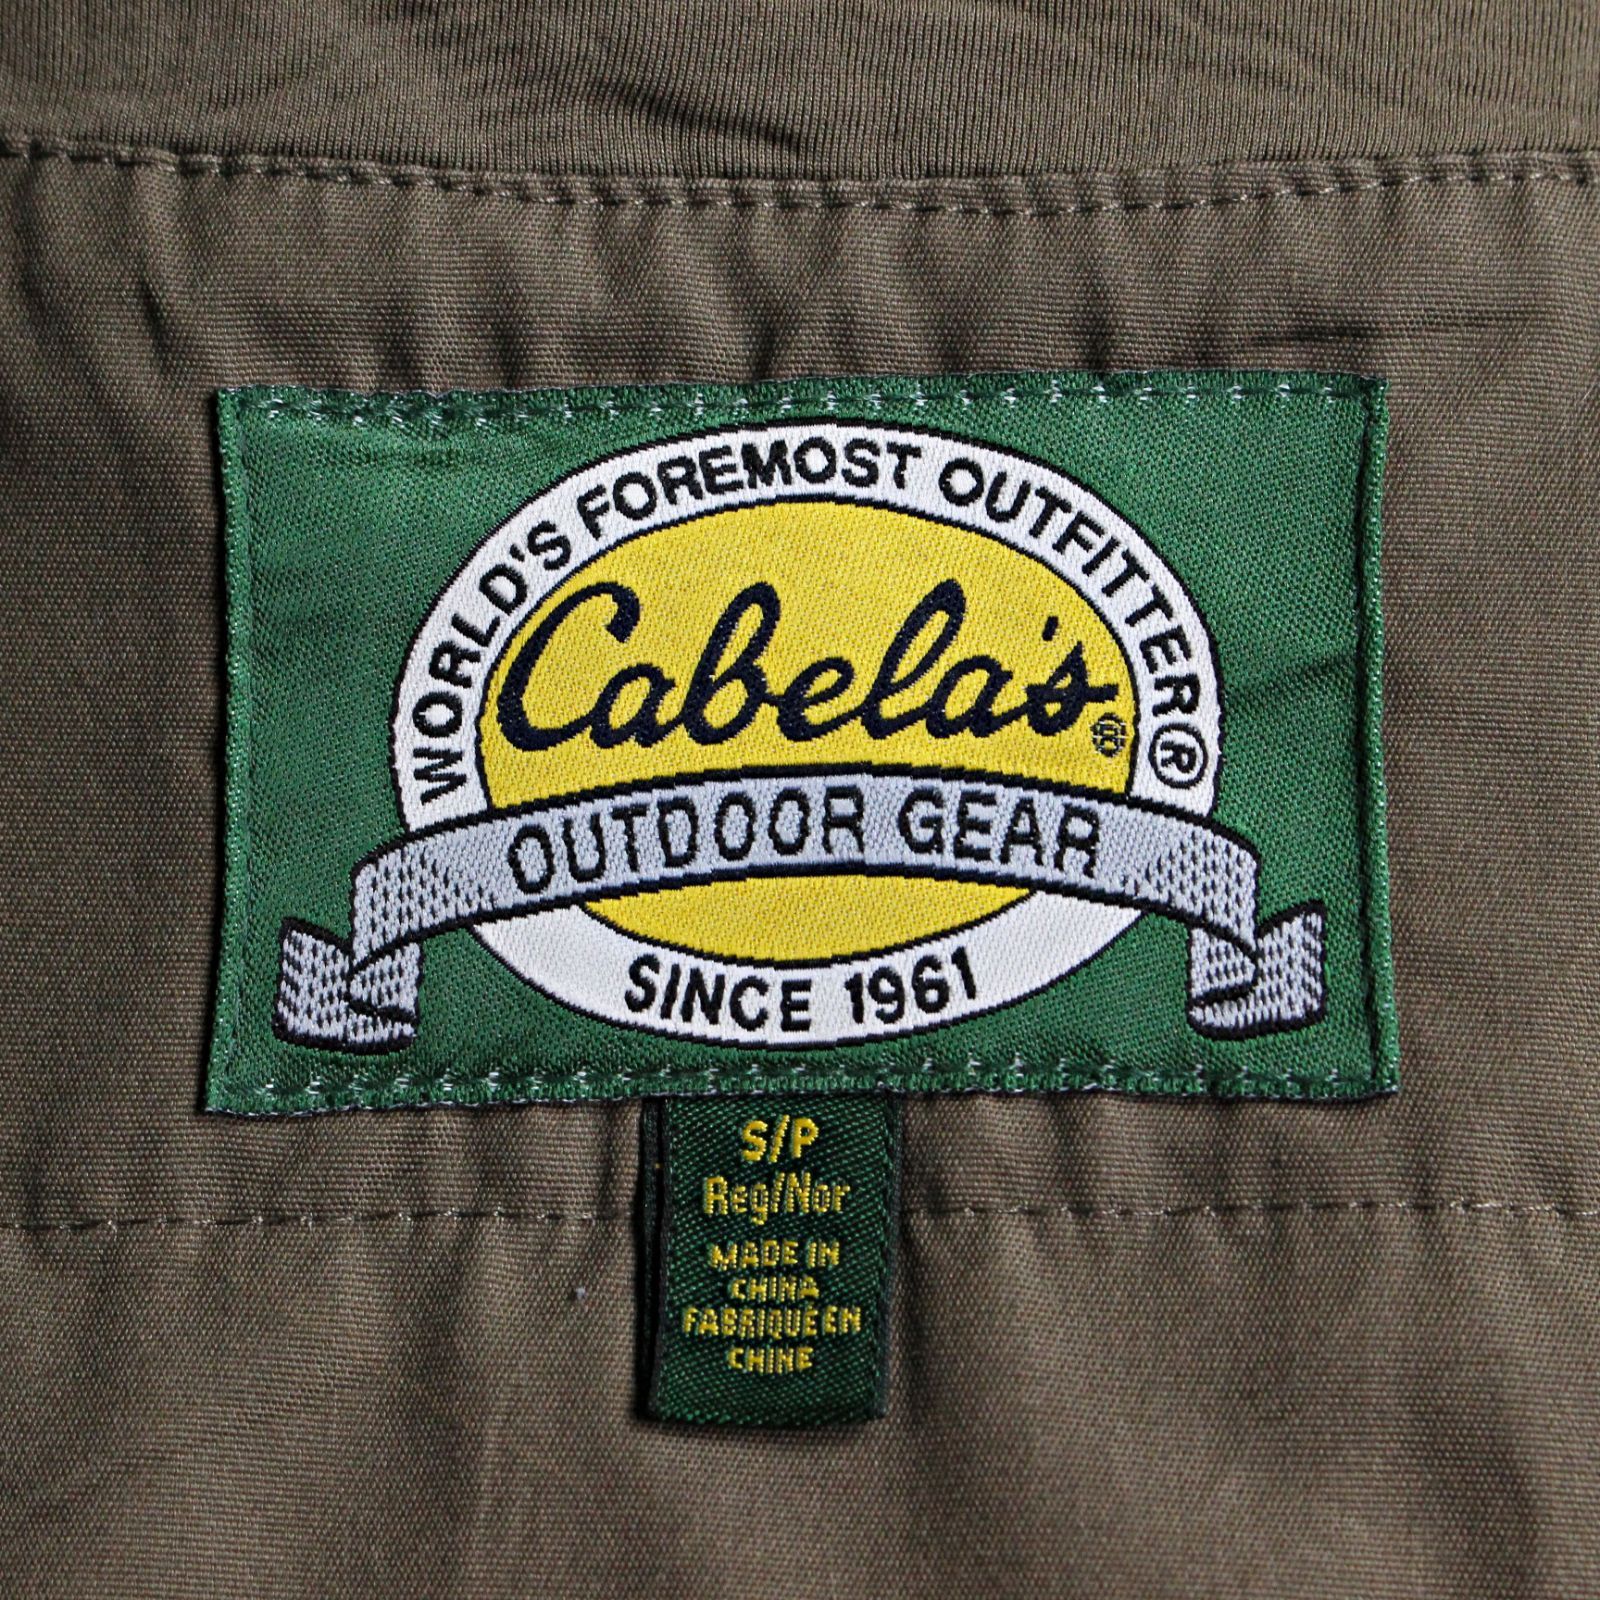 WORLD'S FOREMOST OUTFITTER®
Cabela's®
OUTDOOR GEAR
SINCE 1961
S/P
Reg/Nor
MADE IN
CHINA
FABRIQUÉ EN
CHINE